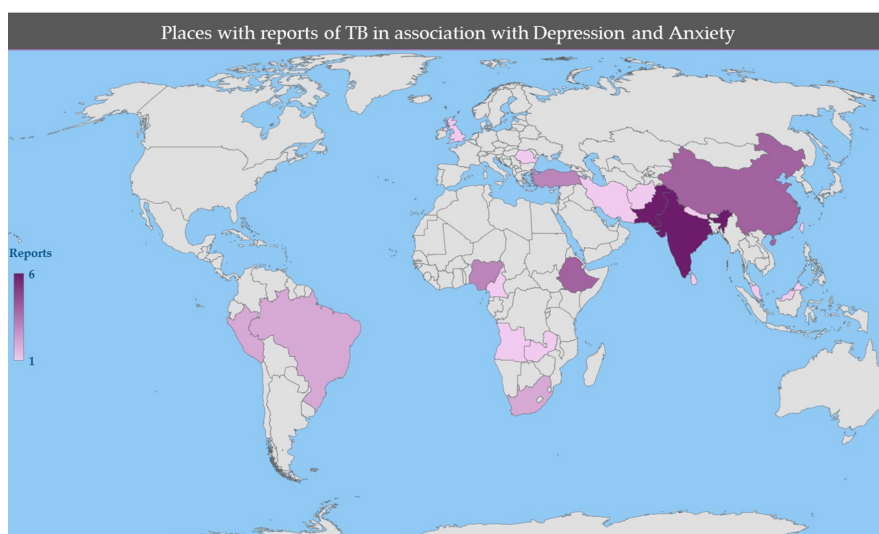 Places with reports of TB in association with Depression and Anxiety
Reports
6
1